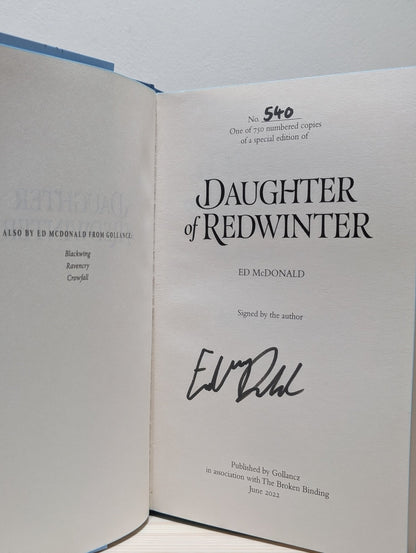 ALSO BY ED MCDONALD FROM GOLLANCZ:
Blackwing
Ravencry
Crowfall
No. 540
One of 750 numbered copies
of a special edition of
DAUGHTER
of REDWINTER
ED McDONALD
Signed by the author
Published by Gollancz
in association with The Broken Binding
June 2022